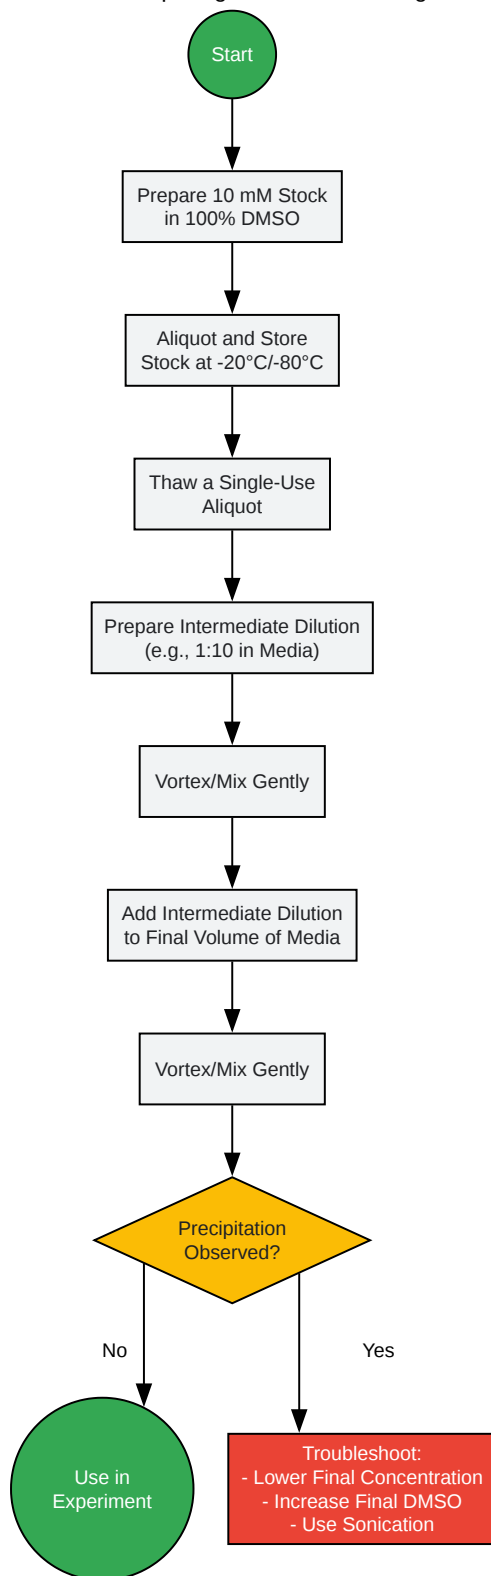 Start
Prepare 10 mM Stock
in 100% DMSO
Aliquot and Store
Stock at -20°C/-80°C
Thaw a Single-Use
Aliquot
Prepare Intermediate Dilution
(e.g., 1:10 in Media)
Vortex/Mix Gently
Add Intermediate Dilution
to Final Volume of Media
Vortex/Mix Gently
Precipitation
Observed?
No
Yes
Use in
Experiment
Troubleshoot:
- Lower Final Concentration
- Increase Final DMSO
- Use Sonication